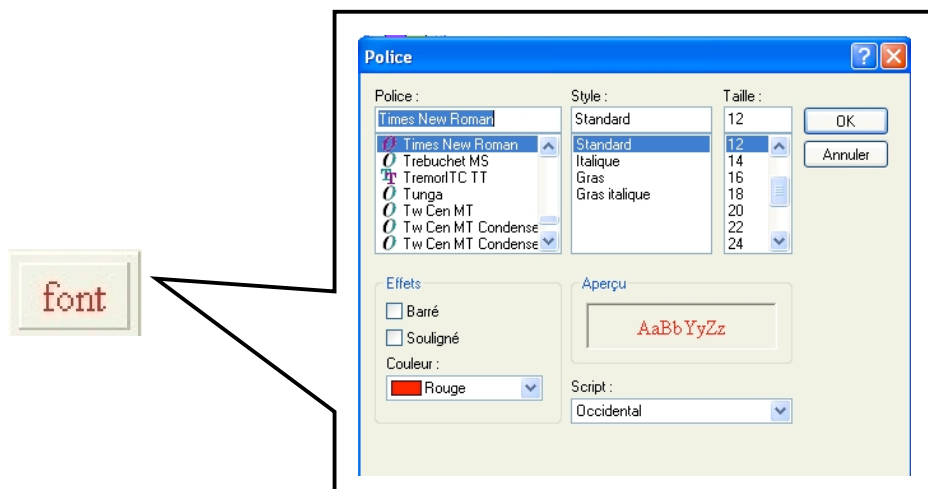 font
Police
Police :
Style :
Taille :
Times New Roman
Standard
12
OK
Annuler
Times New Roman
Trebuchet MS
TremorITC TT
Tunga
Tw Cen MT
Tw Cen MT Condense
Tw Cen MT Condense
Standard
Italique
Gras
Gras italique
12
14
16
18
20
22
24
Effets
Barré
Souligné
Couleur :
Rouge
Aperçu
AaBbYyZz
Script :
Occidental